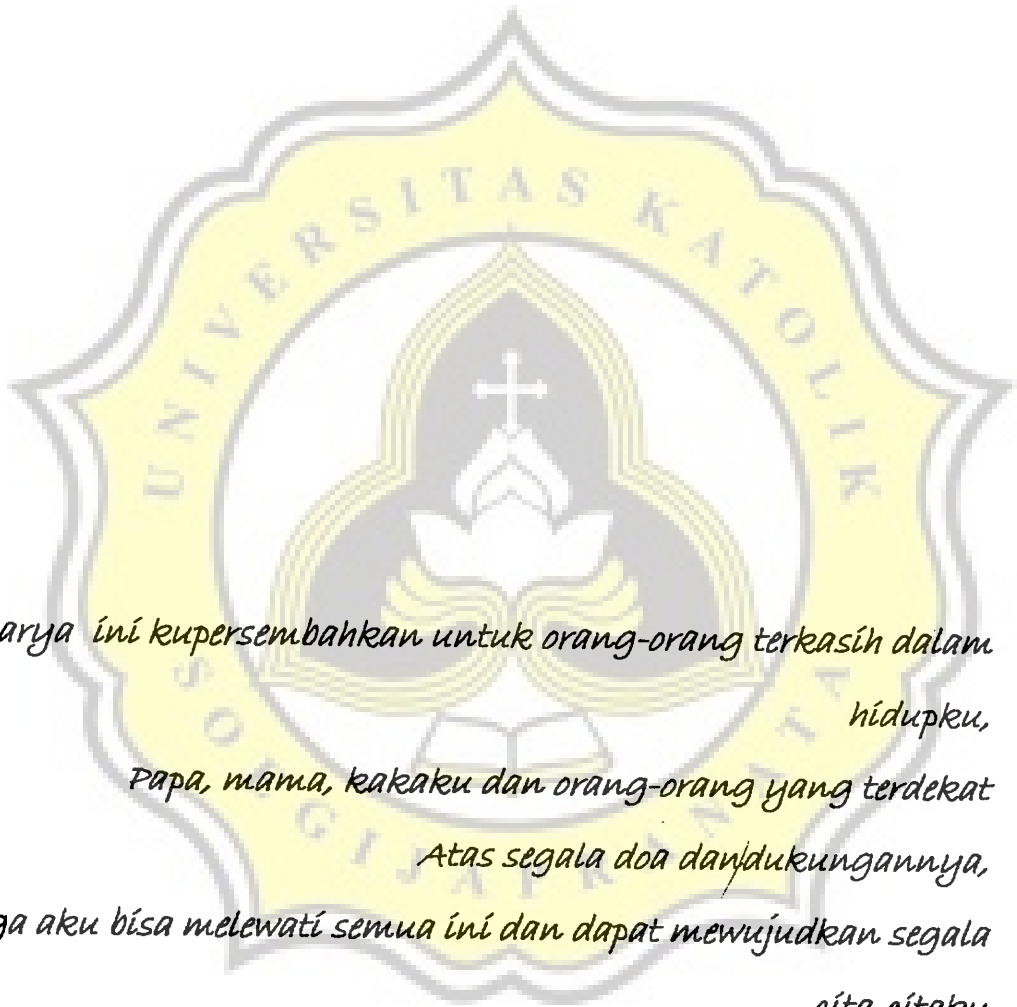 UNIVERSITAS KATOLIK
SOEGIJAPRANATA
arya ini kupersembahkan untuk orang-orang terkasih dalam
hidupku,
Papa, mama, kakaku dan orang-orang yang terdekat
Atas segala doa dan/dukungannya,
ga aku bisa melewati semua ini dan dapat mewujudkan segala
cita-citaku